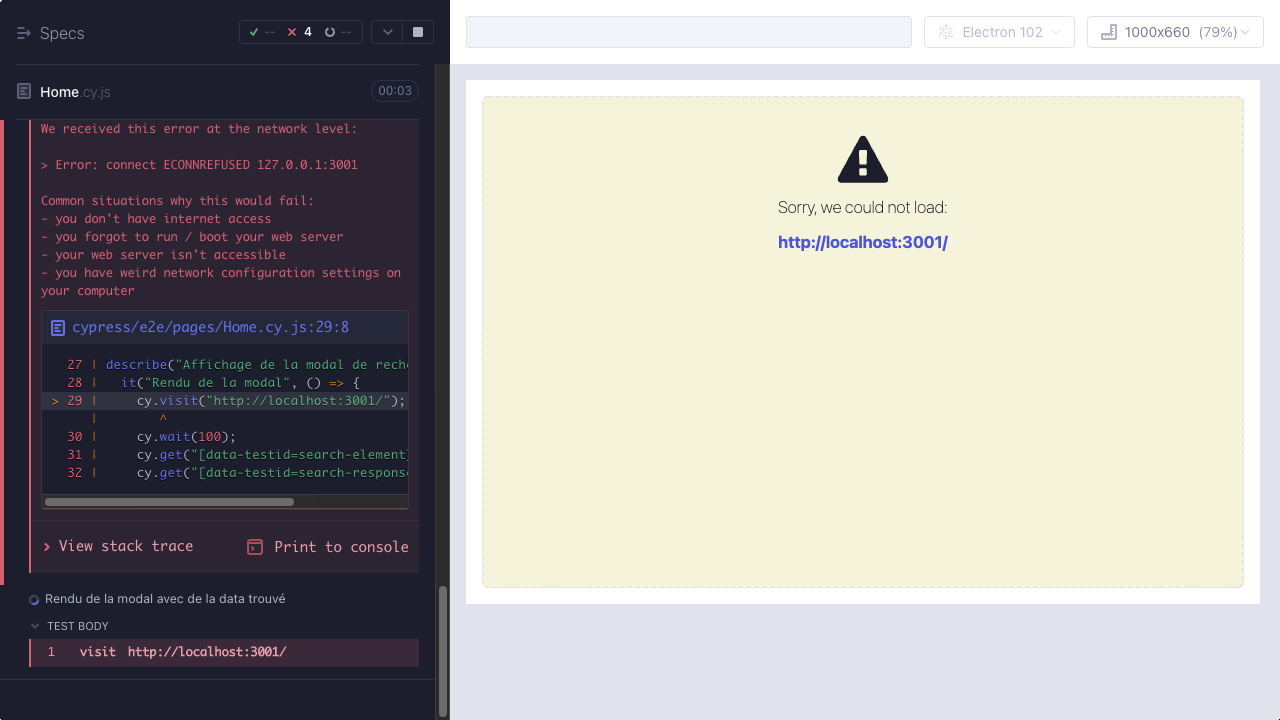 Specs
-- 4 --
Electron 102
1000x660 (79%)
Home.cy.js
00:03
We received this error at the network level:
> Error: connect ECONNREFUSED 127.0.0.1:3001
Common situations why this would fail:
- you don't have internet access
- you forgot to run / boot your web server
- your web server isn't accessible
- you have weird network configuration settings on
your computer
cypress/e2e/pages/Home.cy.js:29:8
27 | describe("Affichage de la modal de reche
28 | it("Rendu de la modal", () => {
> 29 | cy.visit("http://localhost:3001/");
| ^
30 | cy.wait(100);
31 | cy.get("[data-testid=search-element]
32 | cy.get("[data-testid=search-response
View stack trace
Print to console
Rendu de la modal avec de la data trouvé
TEST BODY
1 visit http://localhost:3001/
Sorry, we could not load:
http://localhost:3001/